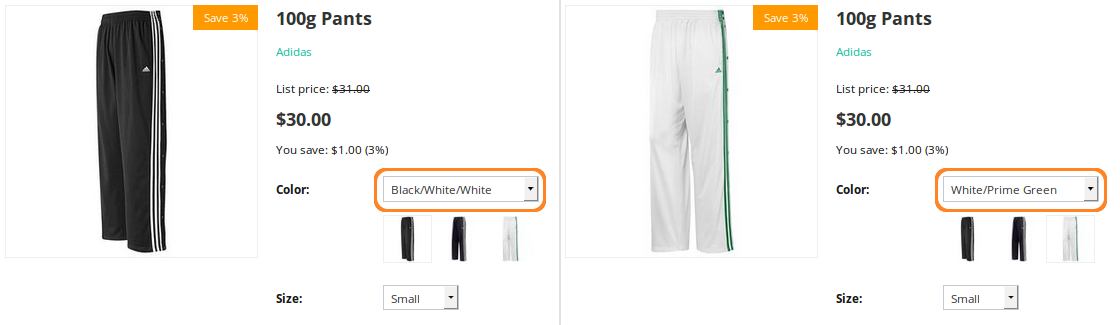 Save 3%
100g Pants
Adidas
List price: $31.00
$30.00
You save: $1.00 (3%)
Color: Black/White/White
Size: Small
Save 3%
100g Pants
Adidas
List price: $31.00
$30.00
You save: $1.00 (3%)
Color: White/Prime Green
Size: Small